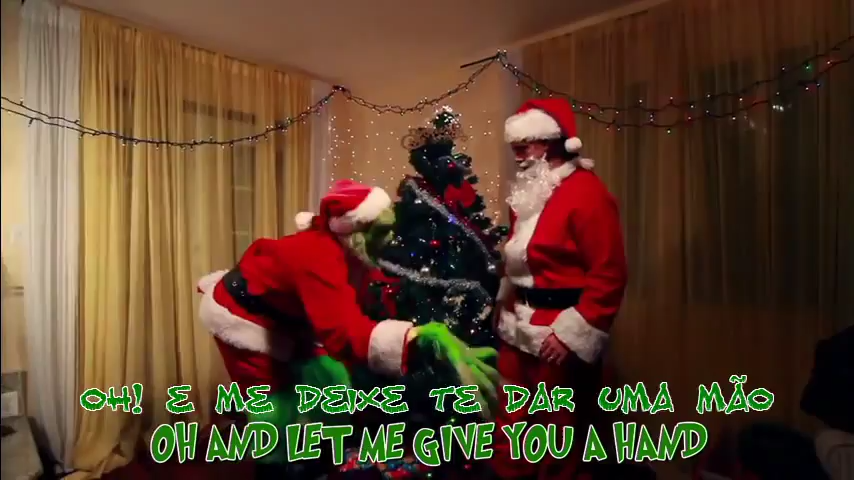 OH! E ME DEIXE TE DAR UMA MÃO
OH AND LET ME GIVE YOU A HAND